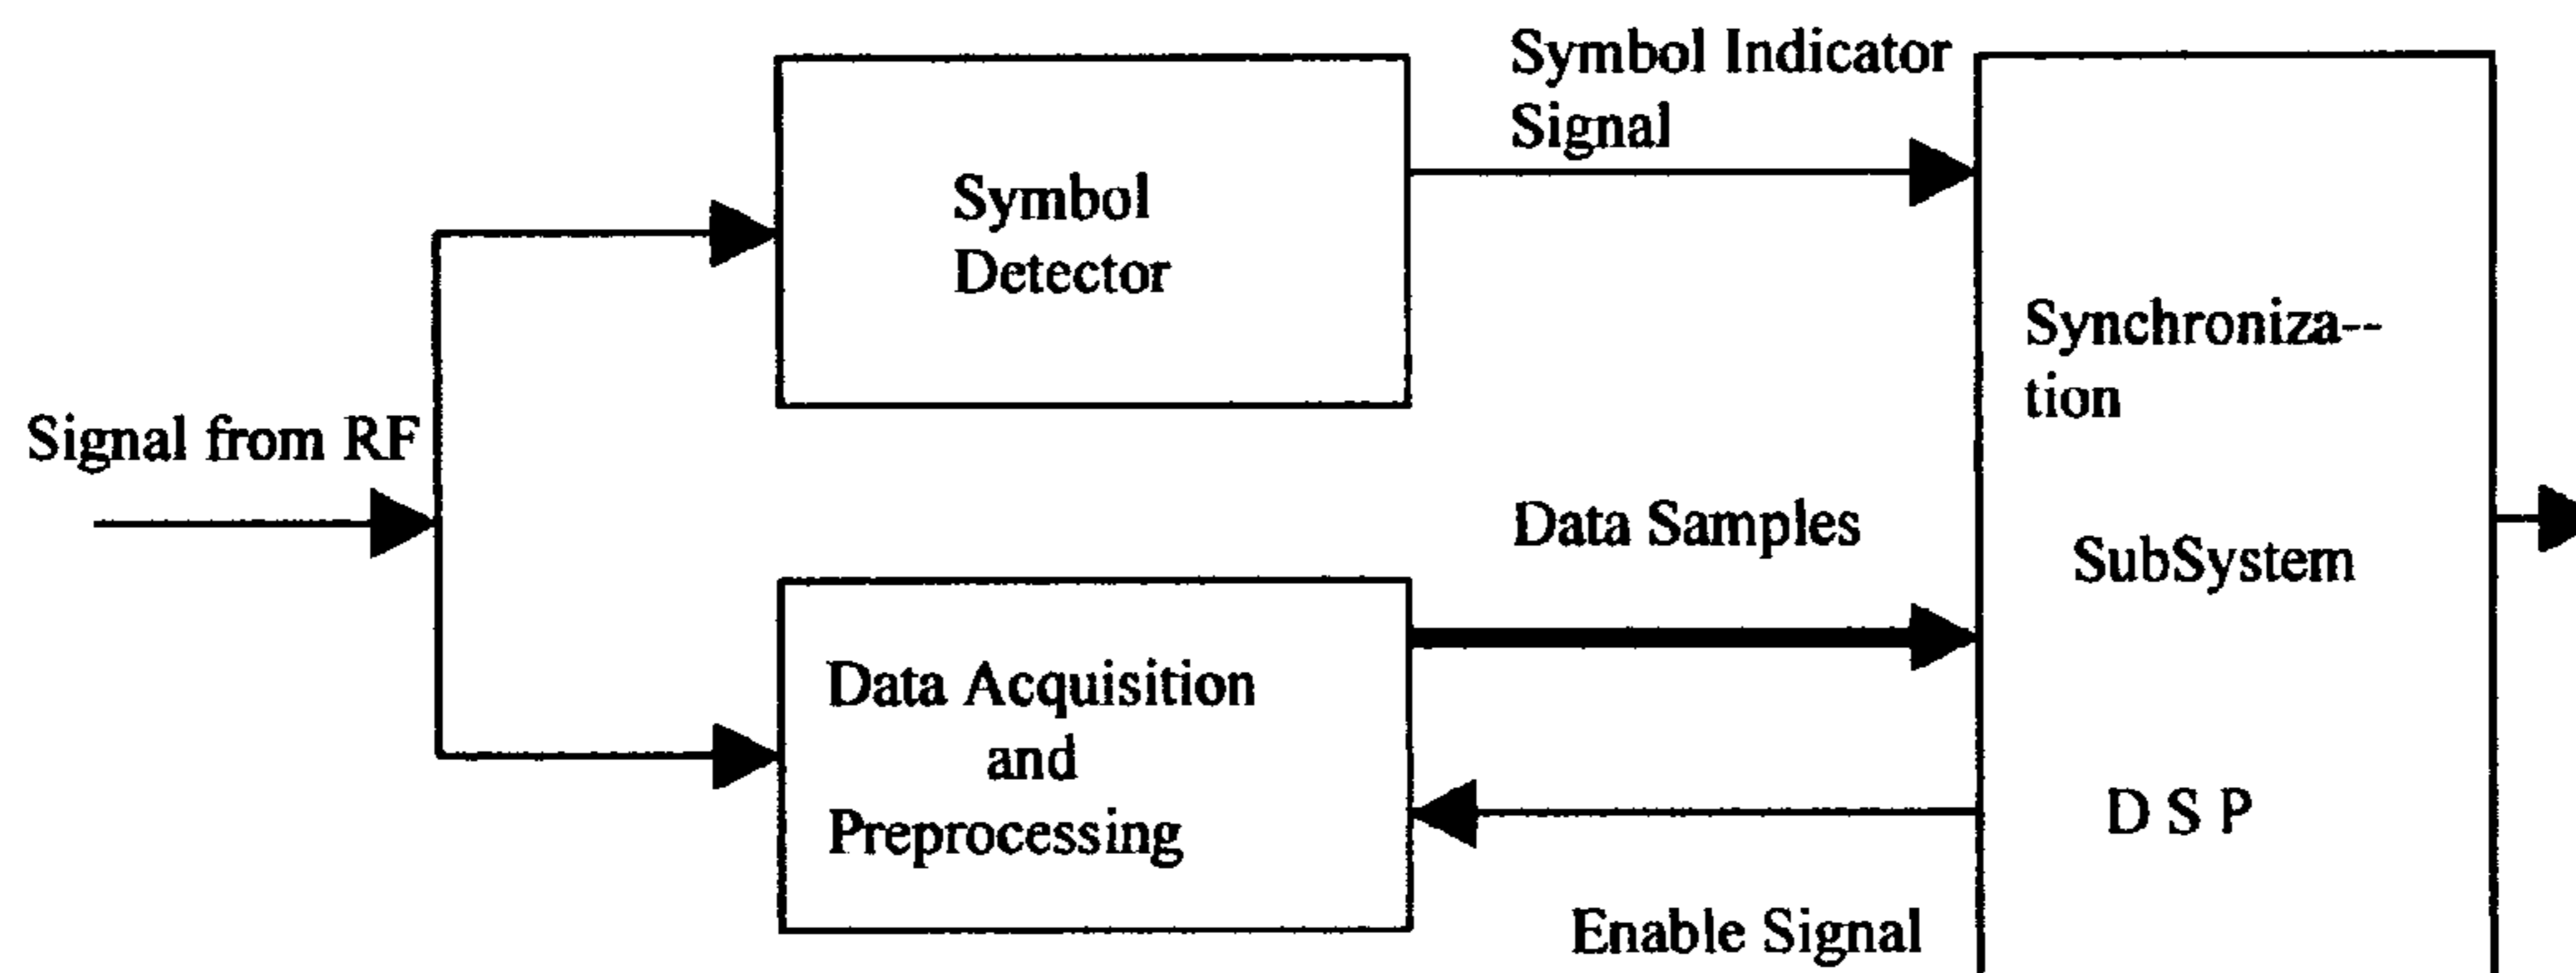 Symbol Indicator
Signal
Symbol
Detector
Synchroniza--
tion
Signal from RF
Data Samples
SubSystem
Data Acquisition
and
Preprocessing
D S P
Enable Signal